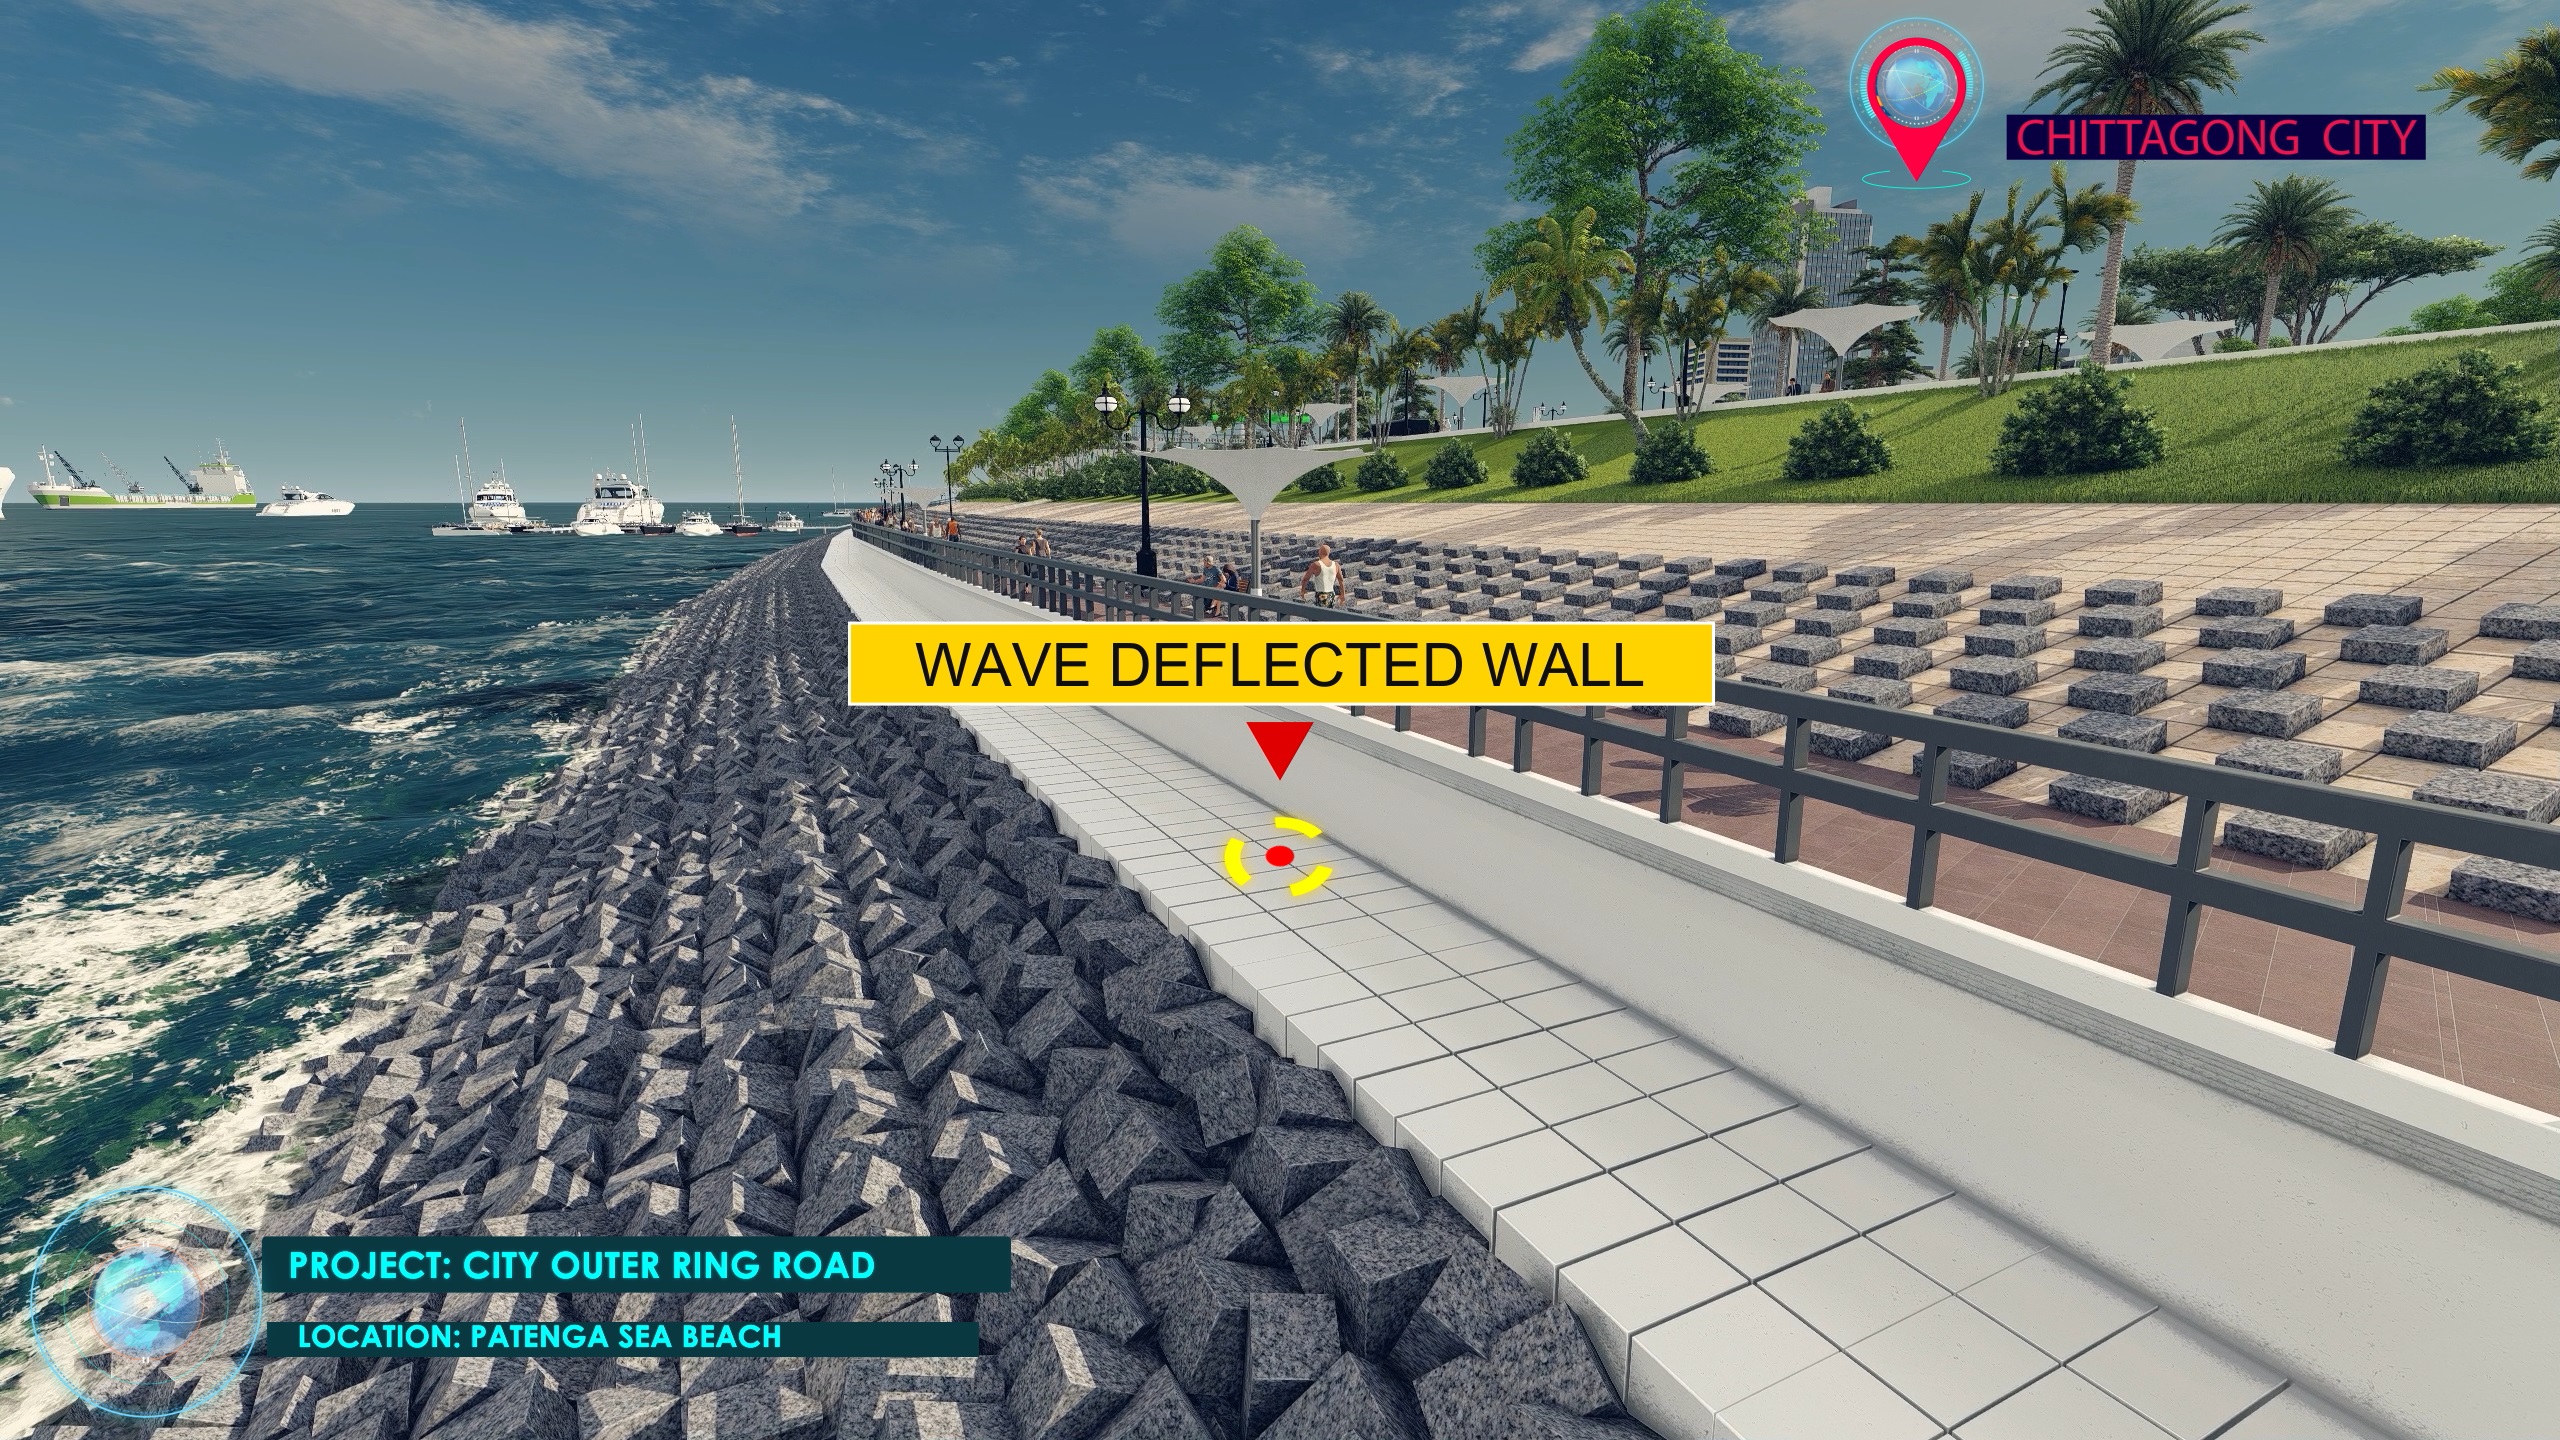 CHITTAGONG CITY
WAVE DEFLECTED WALL
PROJECT: CITY OUTER RING ROAD
LOCATION: PATENGA SEA BEACH